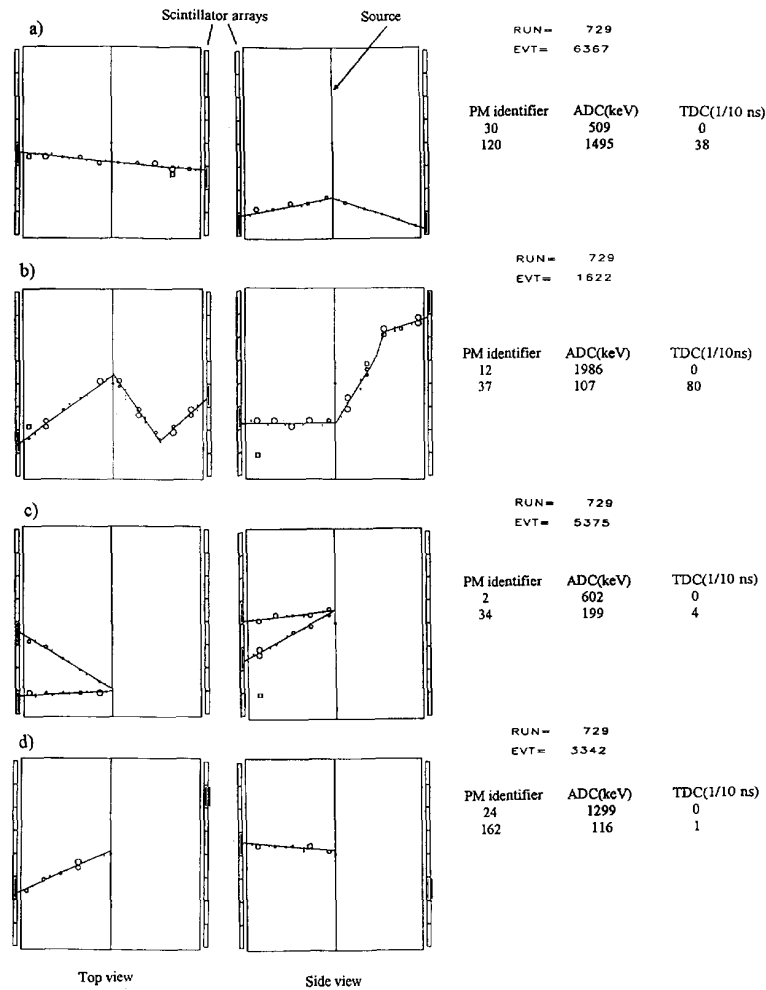 Scintillator arrays Source
a)
RUN= 729
EVT= 6367
PM identifier ADC(keV) TDC(1/10 ns)
30 509 0
120 1495 38
b)
RUN= 729
EVT= 1622
PM identifier ADC(keV) TDC(1/10ns)
12 1986 0
37 107 80
c)
RUN= 729
EVT= 5375
PM identifier ADC(keV) TDC(1/10 ns)
2 602 0
34 199 4
d)
RUN= 729
EVT= 3342
PM identifier ADC(keV) TDC(1/10 ns)
24 1299 0
162 116 1
Top view Side view